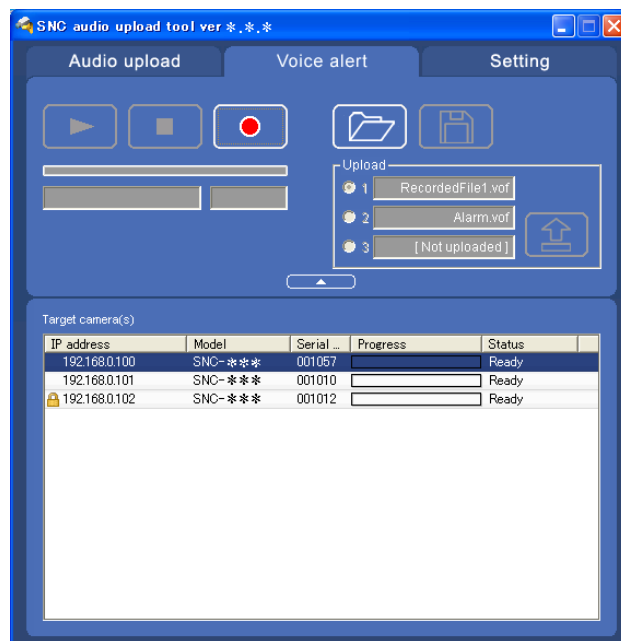 SNC audio upload tool ver *.*.*
Audio upload Voice alert Setting
Upload
1 RecordedFile1.vof
2 Alarm.vof
3 [ Not uploaded ]
Target camera(s)
IP address Model Serial ... Progress Status
192.168.0.100 SNC-*** 001057 Ready
192.168.0.101 SNC-*** 001010 Ready
192.168.0.102 SNC-*** 001012 Ready